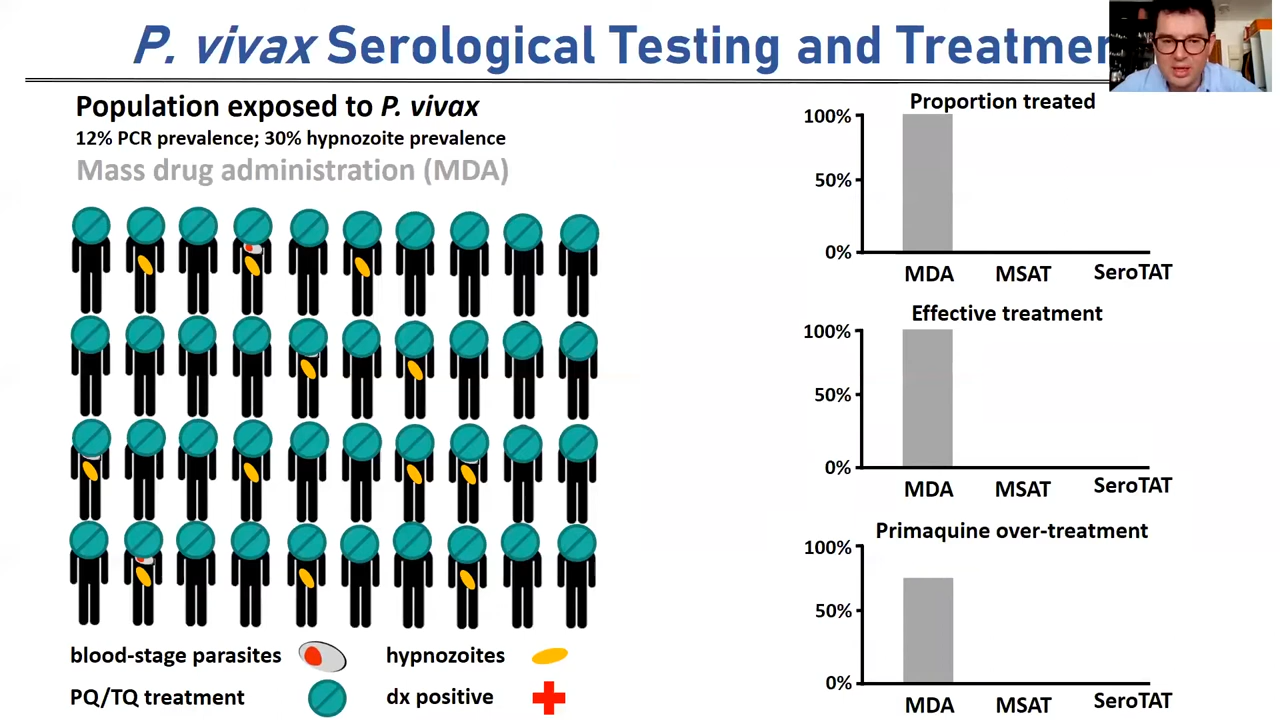 P. vivax Serological Testing and Treatmen
Population exposed to P. vivax
12% PCR prevalence; 30% hypnozoite prevalence
Mass drug administration (MDA)
blood-stage parasites
hypnozoites
PQ/TQ treatment
dx positive
Proportion treated
100%
50%
0%
MDA MSAT SeroTAT
Effective treatment
100%
50%
0%
MDA MSAT SeroTAT
Primaquine over-treatment
100%
50%
0%
MDA MSAT SeroTAT